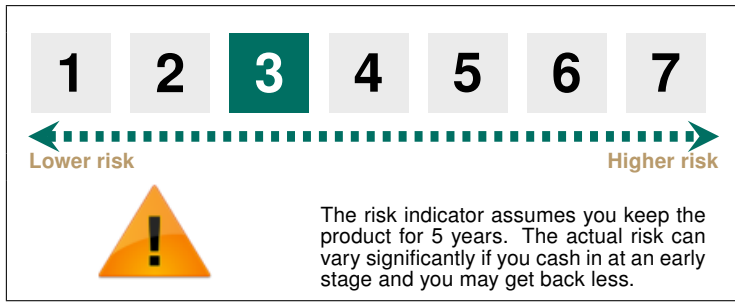 1 2 3 4 5 6 7
Lower risk Higher risk
!
The risk indicator assumes you keep the
product for 5 years. The actual risk can
vary significantly if you cash in at an early
stage and you may get back less.